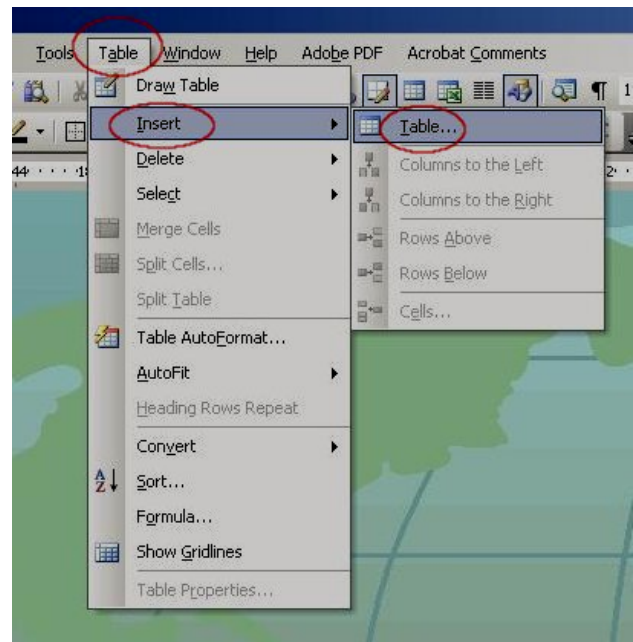 Tools Table Window Help Adobe PDF Acrobat Comments
Draw Table
Insert
Delete
Select
Merge Cells
Split Cells...
Split Table
Table AutoFormat...
AutoFit
Heading Rows Repeat
Convert
Sort...
Formula...
Show Gridlines
Table Properties...
Table...
Columns to the Left
Columns to the Right
Rows Above
Rows Below
Cells...